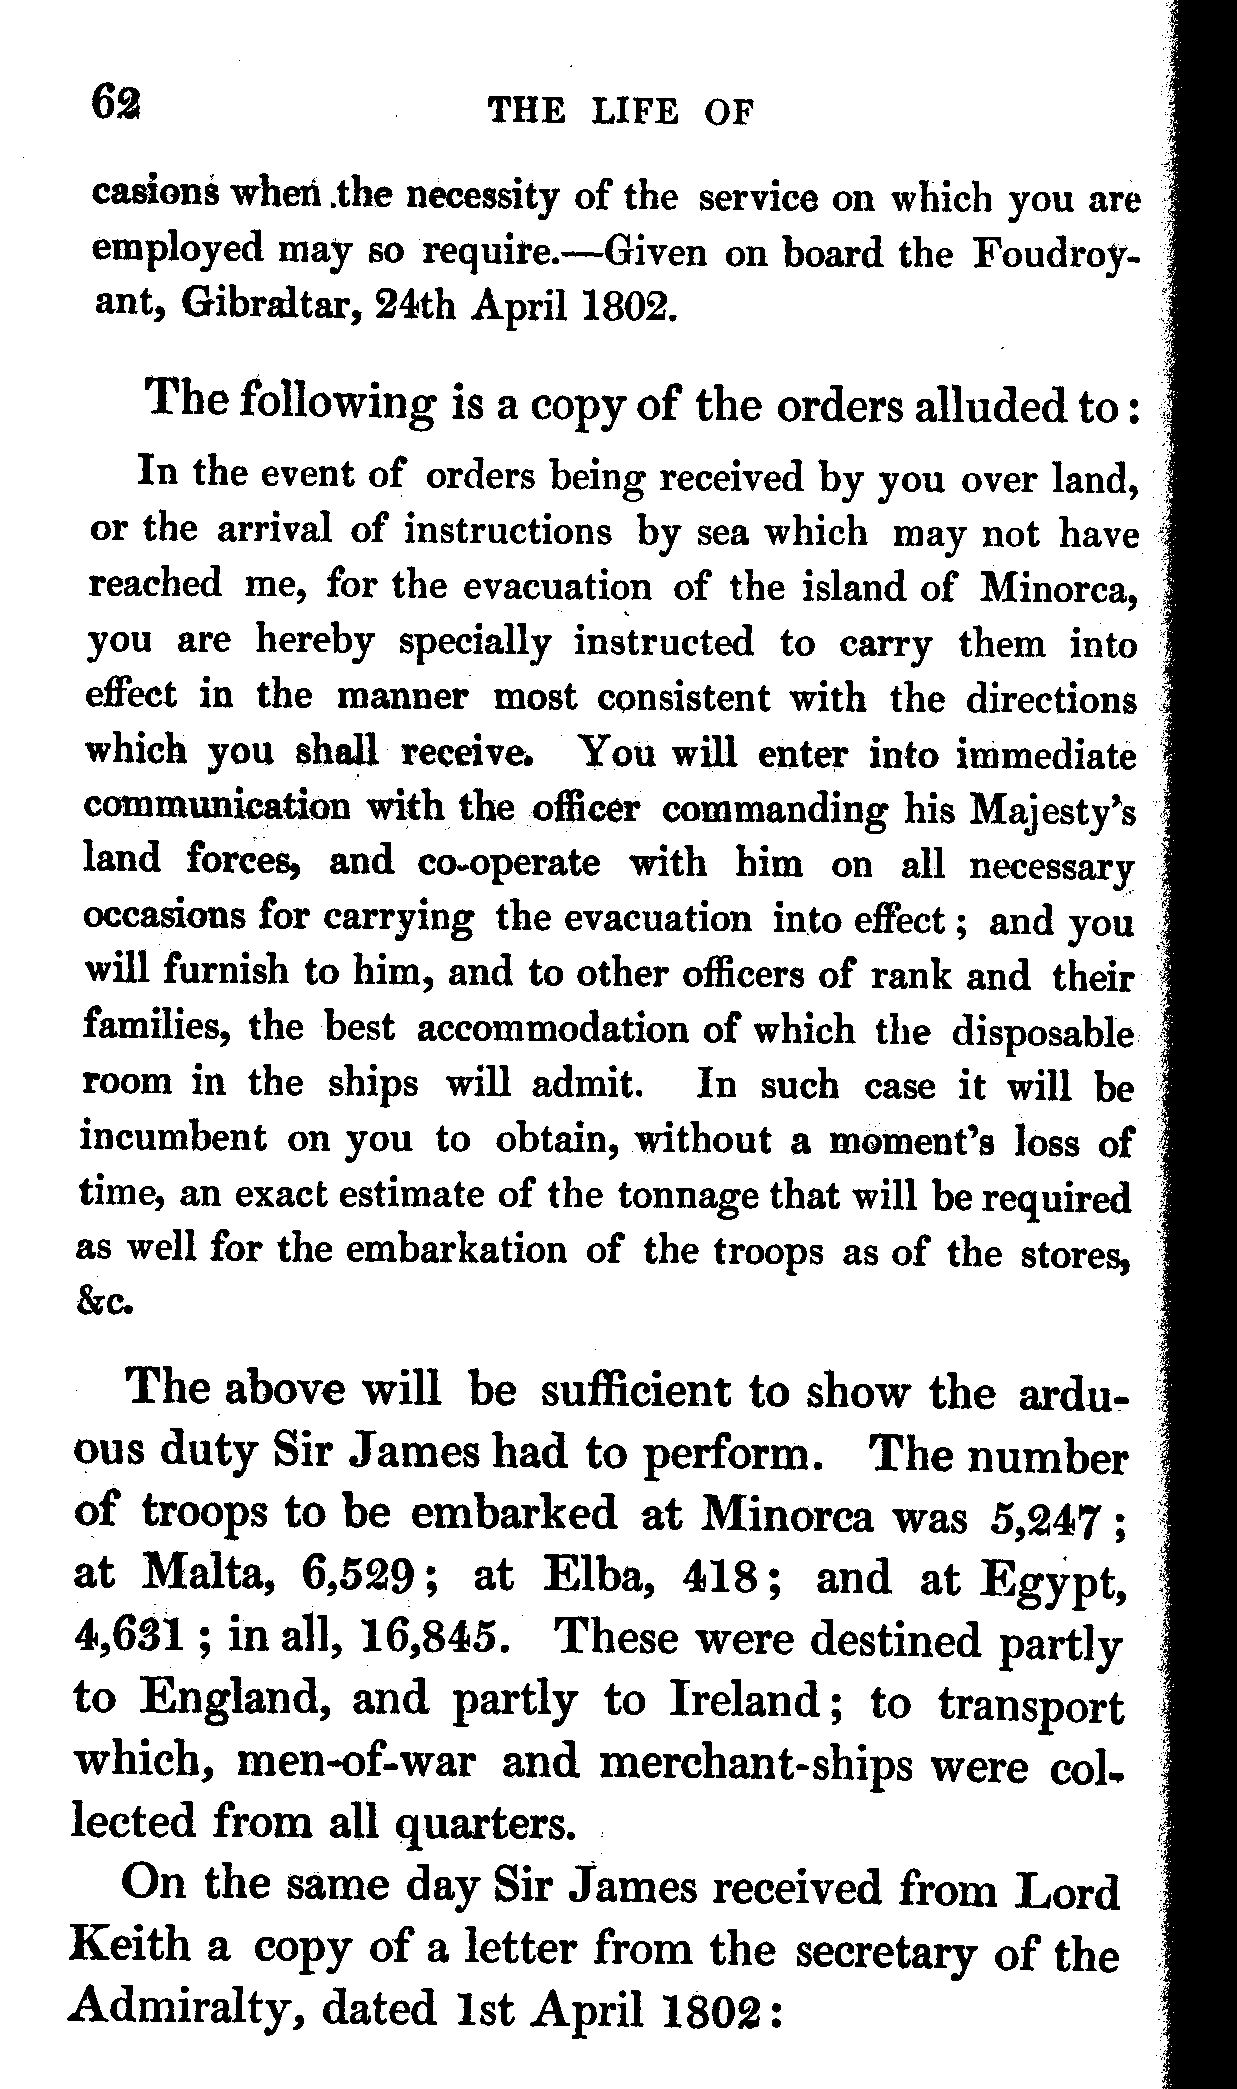 62 THE LIFE OF
casions when the necessity of the service on which you are
employed may so require.—Given on board the Foudroy-
ant, Gibraltar, 24th April 1802.
The following is a copy of the orders alluded to :
In the event of orders being received by you over land,
or the arrival of instructions by sea which may not have
reached me, for the evacuation of the island of Minorca,
you are hereby specially instructed to carry them into
effect in the manner most consistent with the directions
which you shall receive. You will enter into immediate
communication with the officer commanding his Majesty's
land forces, and co-operate with him on all necessary
occasions for carrying the evacuation into effect ; and you
will furnish to him, and to other officers of rank and their
families, the best accommodation of which the disposable
room in the ships will admit. In such case it will be
incumbent on you to obtain, without a moment's loss of
time, an exact estimate of the tonnage that will be required
as well for the embarkation of the troops as of the stores,
&c.
The above will be sufficient to show the ardu-
ous duty Sir James had to perform. The number
of troops to be embarked at Minorca was 5,247 ;
at Malta, 6,529 ; at Elba, 418 ; and at Egypt,
4,631 ; in all, 16,845. These were destined partly
to England, and partly to Ireland ; to transport
which, men-of-war and merchant-ships were col-
lected from all quarters.
On the same day Sir James received from Lord
Keith a copy of a letter from the secretary of the
Admiralty, dated 1st April 1802 :